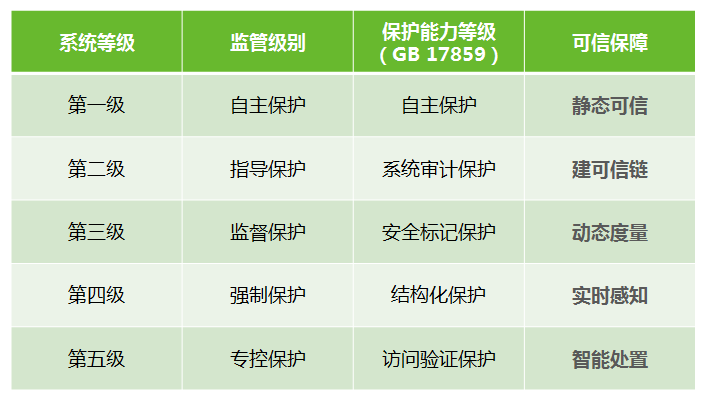 系统等级 监管级别 保护能力等级 可信保障
（GB 17859）
第一级 自主保护 自主保护 静态可信
第二级 指导保护 系统审计保护 建可信链
第三级 监督保护 安全标记保护 动态度量
第四级 强制保护 结构化保护 实时感知
第五级 专控保护 访问验证保护 智能处置